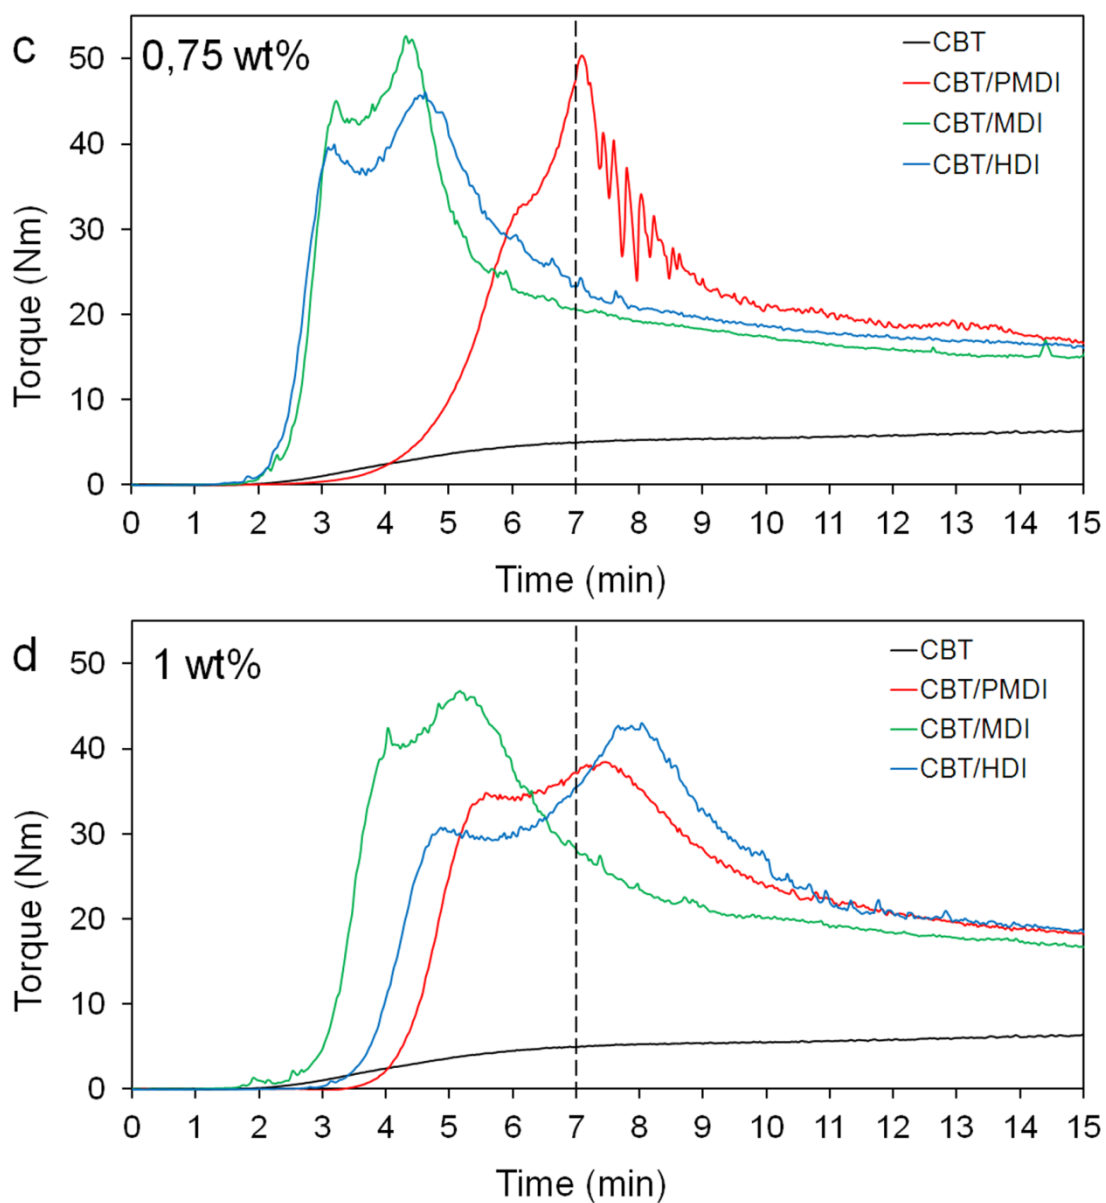 c
0,75 wt%
CBT
CBT/PMDI
CBT/MDI
CBT/HDI
Torque (Nm)
50
40
30
20
10
0
0 1 2 3 4 5 6 7 8 9 10 11 12 13 14 15
Time (min)
d
1 wt%
CBT
CBT/PMDI
CBT/MDI
CBT/HDI
Torque (Nm)
50
40
30
20
10
0
0 1 2 3 4 5 6 7 8 9 10 11 12 13 14 15
Time (min)